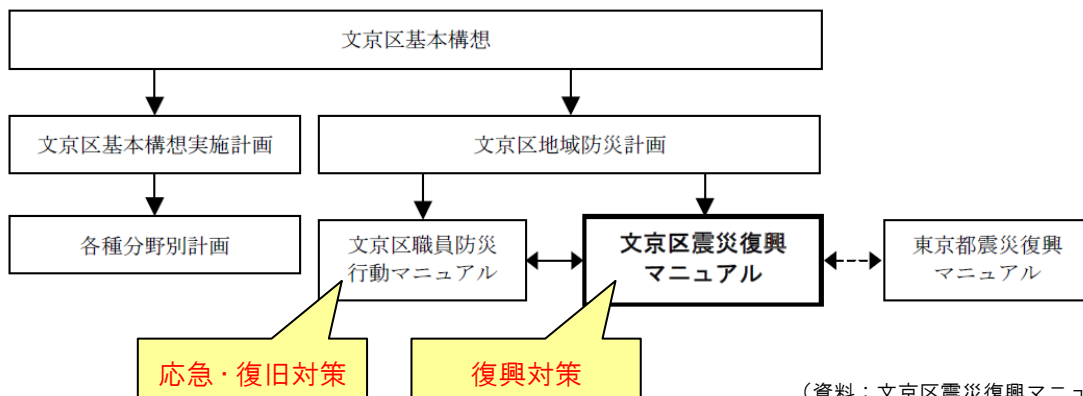 文京区基本構想
文京区基本構想実施計画
文京区地域防災計画
各種分野別計画
文京区職員防災
行動マニュアル
文京区震災復興
マニュアル
東京都震災復興
マニュアル
応急・復旧対策
復興対策
（資料：文京区震災復興マニュ